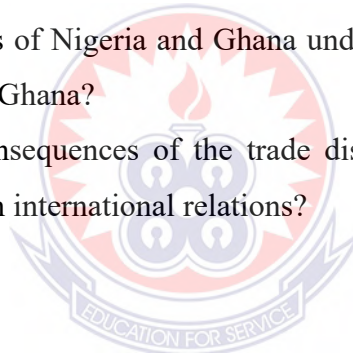 s of Nigeria and Ghana und
Ghana?
nsequences of the trade dis
n international relations?
EDUCATION FOR SERVICE